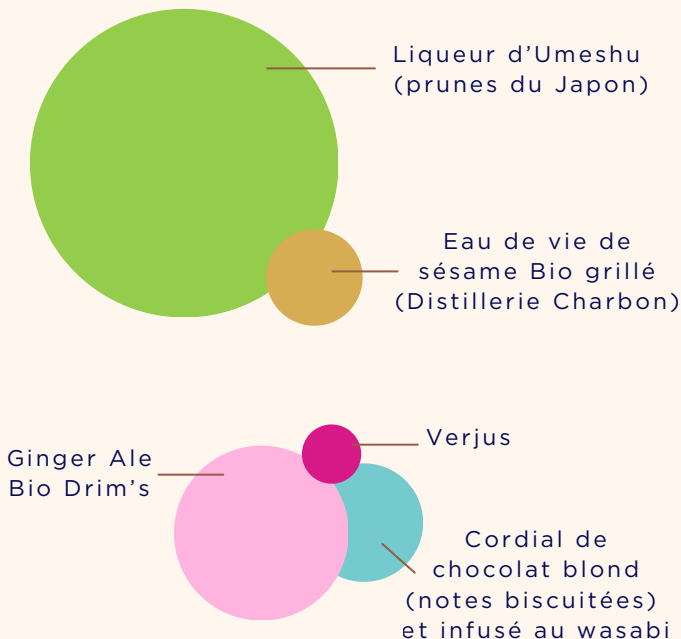 Liqueur d'Umeshu
(prunes du Japon)
Eau de vie de
sésame Bio grillé
(Distillerie Charbon)
Verjus
Ginger Ale
Bio Drim's
Cordial de
chocolat blond
(notes biscuitées)
et infusé au wasabi